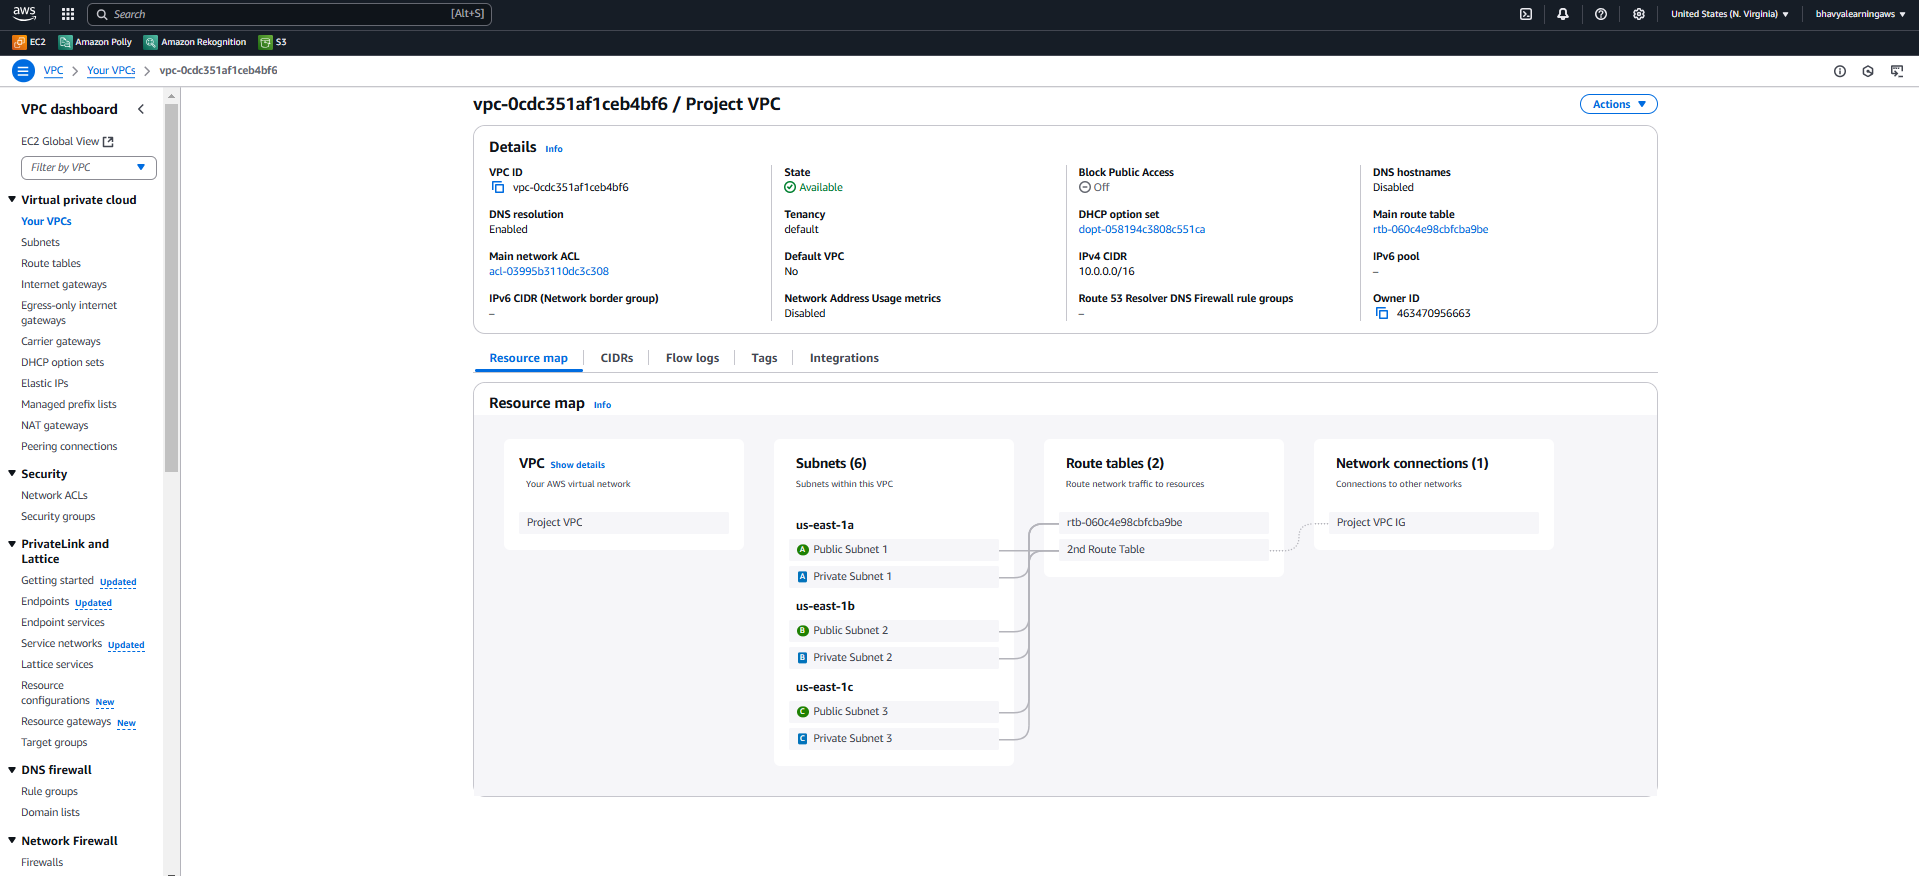 aws
Search [Alt+S]
United States (N. Virginia)
bhavyalearningaws
EC2 Amazon Polly Amazon Rekognition S3
VPC > Your VPCs > vpc-0cdc351af1ceb4bf6
VPC dashboard
EC2 Global View
Filter by VPC
Virtual private cloud
Your VPCs
Subnets
Route tables
Internet gateways
Egress-only internet
gateways
Carrier gateways
DHCP option sets
Elastic IPs
Managed prefix lists
NAT gateways
Peering connections
Security
Network ACLs
Security groups
PrivateLink and
Lattice
Getting started Updated
Endpoints Updated
Endpoint services
Service networks Updated
Lattice services
Resource
configurations New
Resource gateways New
Target groups
DNS firewall
Rule groups
Domain lists
Network Firewall
Firewalls
vpc-0cdc351af1ceb4bf6 / Project VPC
Actions
Details Info
VPC ID
vpc-0cdc351af1ceb4bf6
State
Available
Block Public Access
Off
DNS hostnames
Disabled
DNS resolution
Enabled
Tenancy
default
DHCP option set
dopt-058194c3808c551ca
Main route table
rtb-060c4e98cbfcba9be
Main network ACL
acl-03995b3110dc3c308
Default VPC
No
IPv4 CIDR
10.0.0.0/16
IPv6 pool
–
IPv6 CIDR (Network border group)
–
Network Address Usage metrics
Disabled
Route 53 Resolver DNS Firewall rule groups
–
Owner ID
463470956663
Resource map CIDRs Flow logs Tags Integrations
Resource map Info
VPC Show details
Your AWS virtual network
Project VPC
Subnets (6)
Subnets within this VPC
us-east-1a
A Public Subnet 1
A Private Subnet 1
us-east-1b
B Public Subnet 2
B Private Subnet 2
us-east-1c
C Public Subnet 3
C Private Subnet 3
Route tables (2)
Route network traffic to resources
rtb-060c4e98cbfcba9be
2nd Route Table
Network connections (1)
Connections to other networks
Project VPC IG